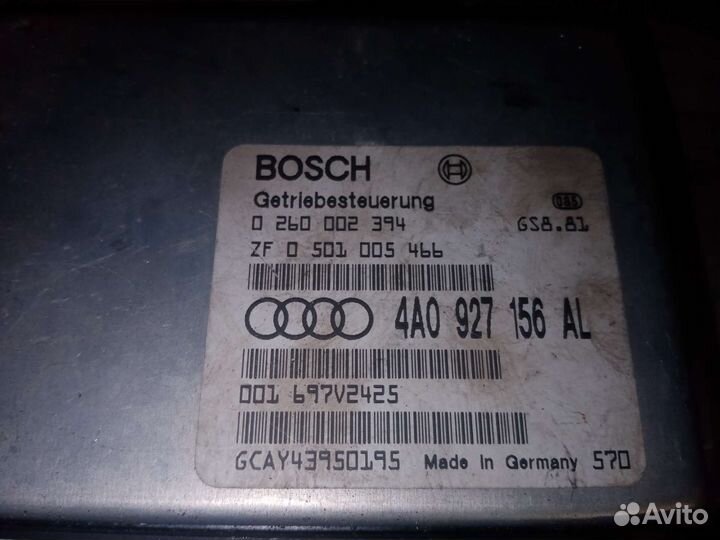 BOSCH
Getriebesteuerung
0 260 002 394 GS8.81
ZF 0 501 005 466
4A0 927 156 AL
001 697V2425
GCAY43950195 Made in Germany 570
Avito